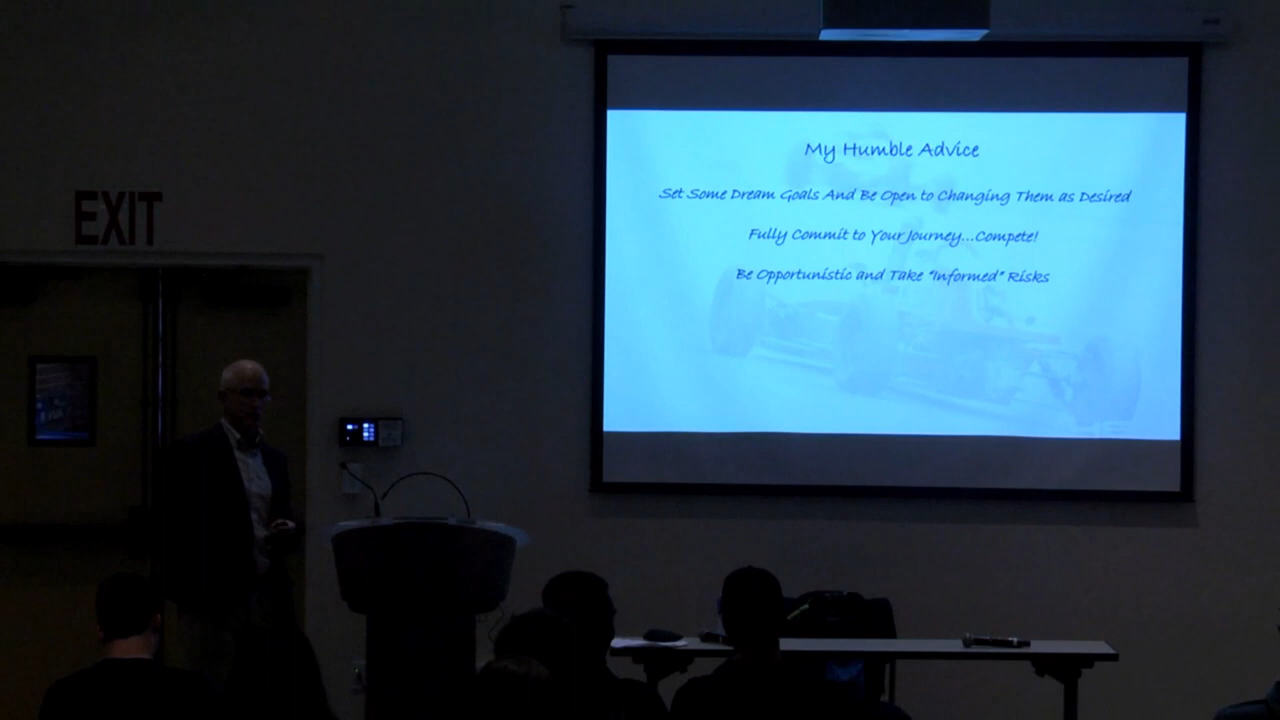 My Humble Advice
Set Some Dream Goals And Be Open to Changing Them as Desired
Fully Commit to Your Journey...Compete!
Be Opportunistic and Take "Informed" Risks
EXIT